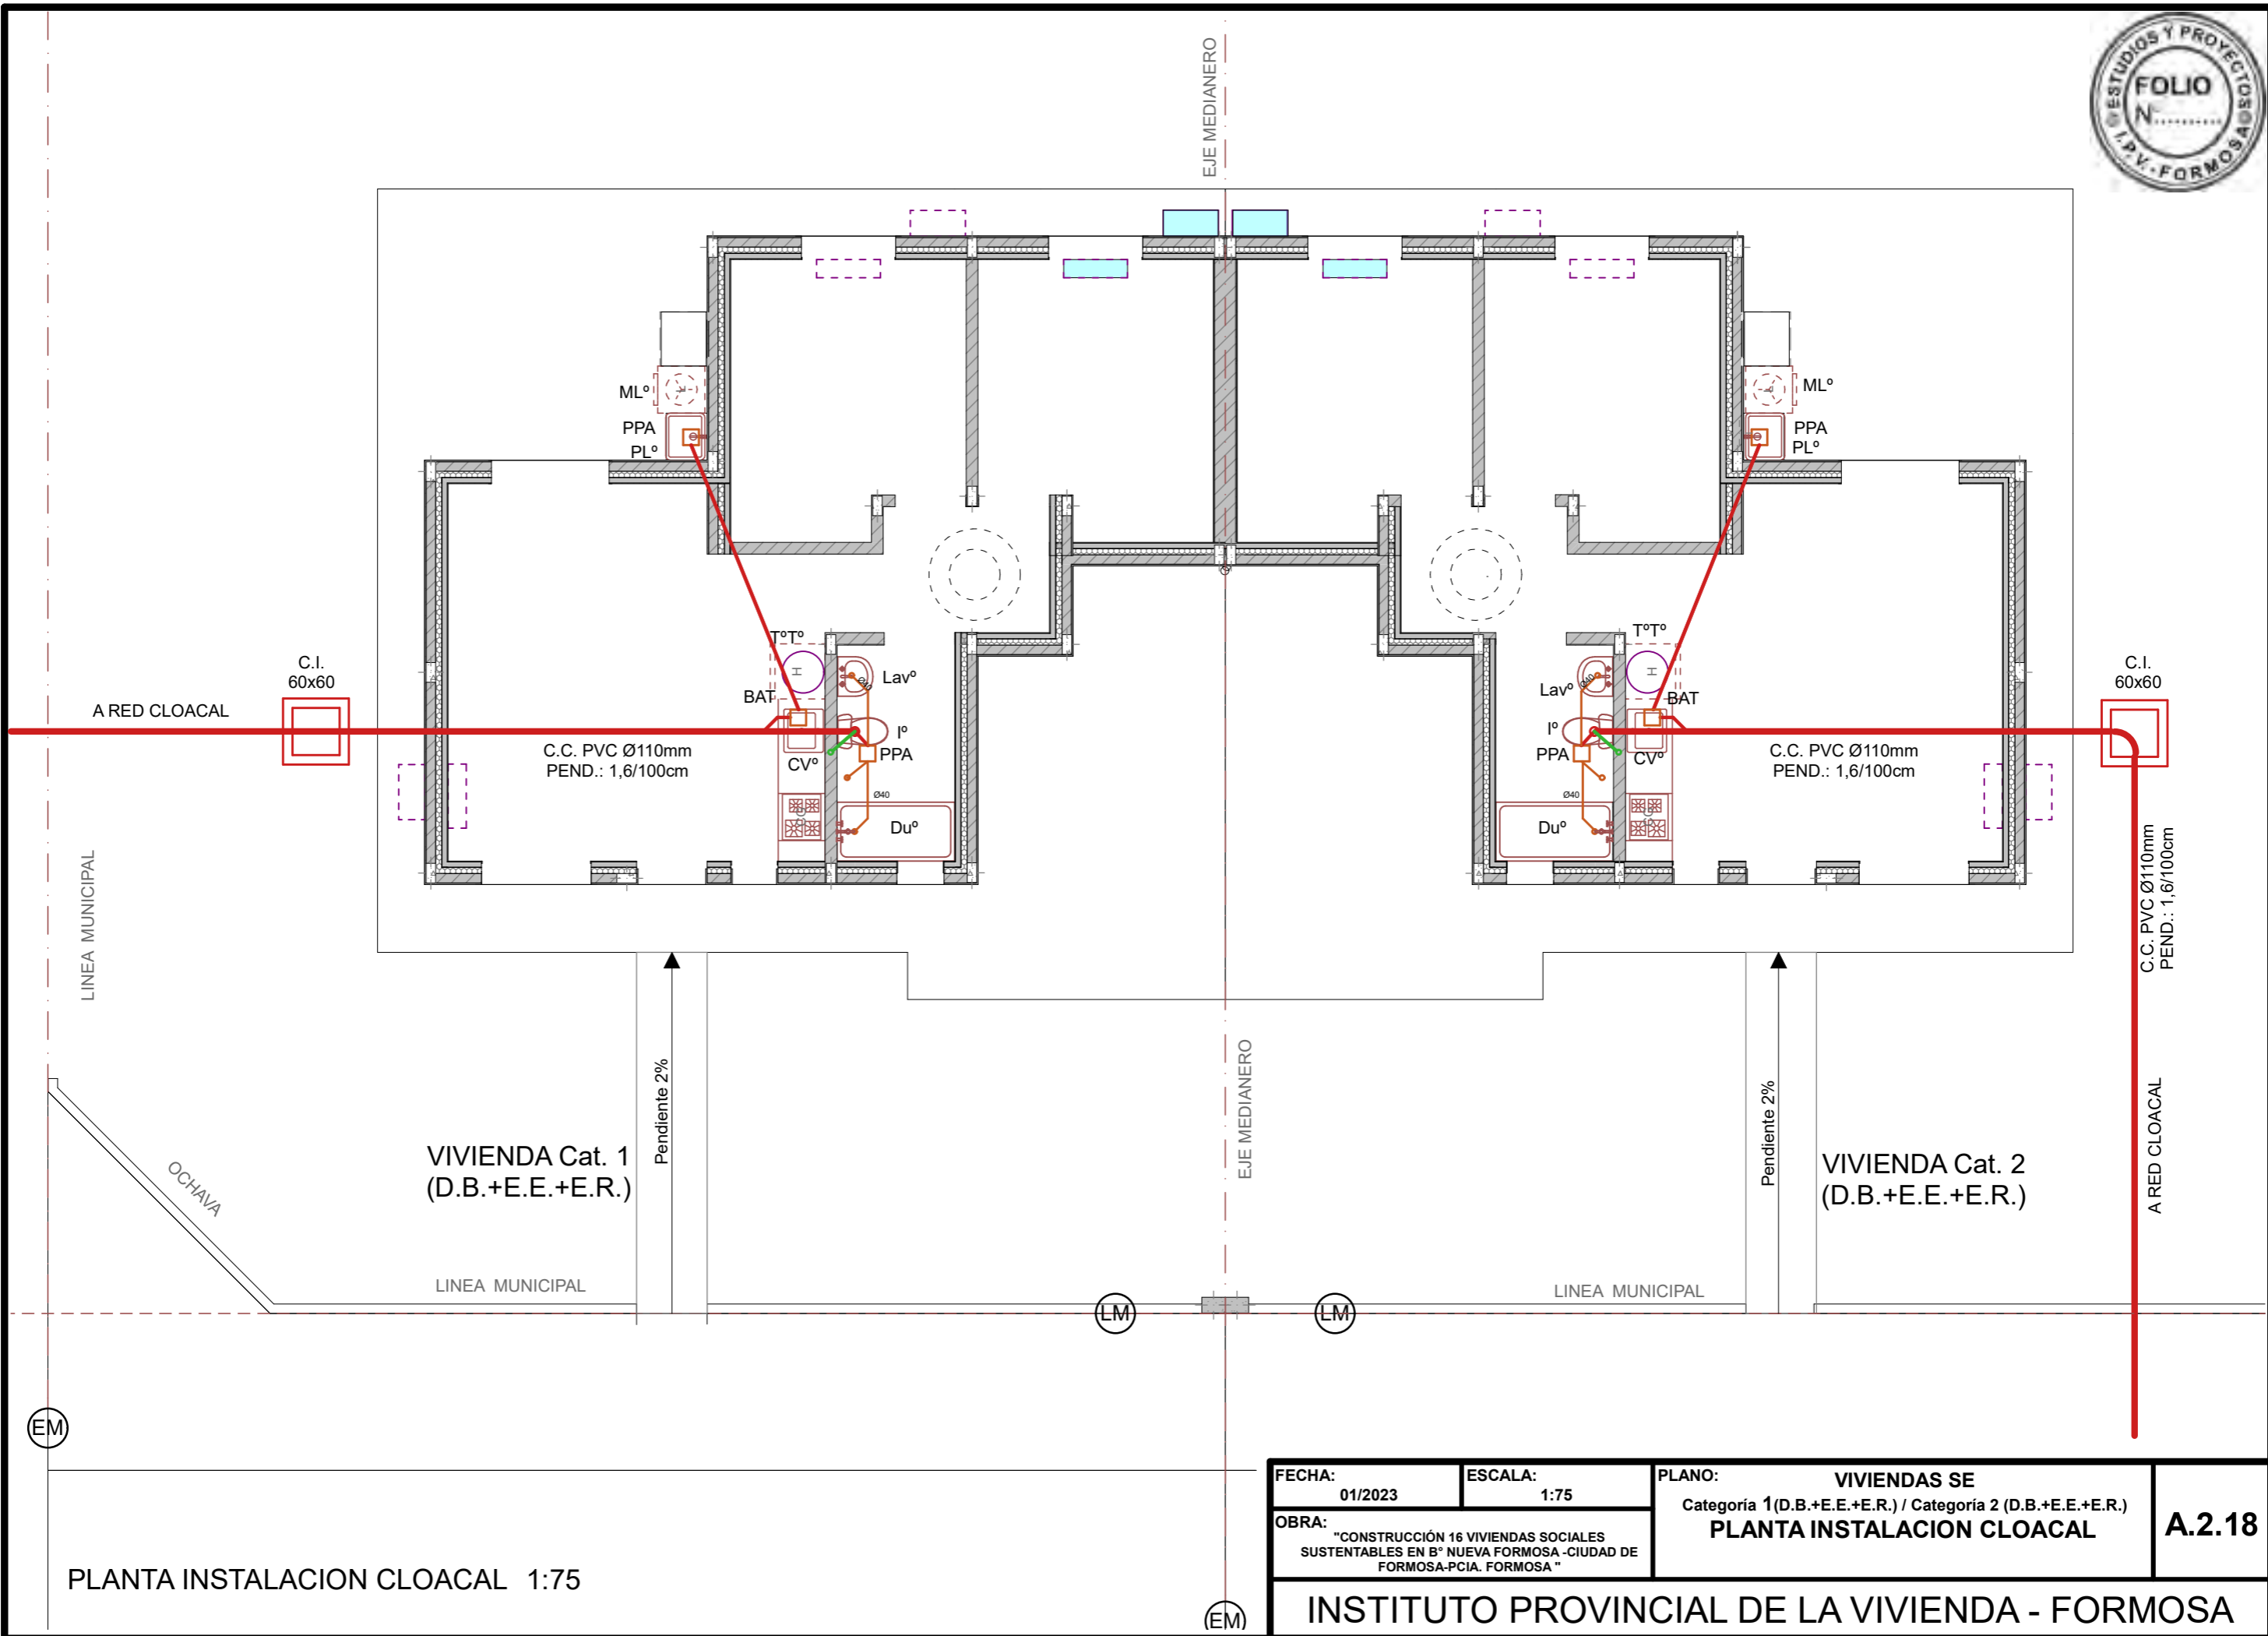 ESTUDIOS Y PROYECTOS
I.P.V.-FORMOSA
FOLIO
N°..........
EJE MEDIANERO
MLº
PPA
PLº
MLº
PPA
PLº
C.I.
60x60
A RED CLOACAL
TºTº
H
BAT
Lavº
Ø40
Iº
PPA
CVº
Ø40
Duº
C.C. PVC Ø110mm
PEND.: 1,6/100cm
TºTº
H
BAT
Lavº
Ø40
Iº
PPA
CVº
Ø40
Duº
C.C. PVC Ø110mm
PEND.: 1,6/100cm
C.I.
60x60
C.C. PVC Ø110mm
PEND.: 1,6/100cm
A RED CLOACAL
LINEA MUNICIPAL
OCHAVA
VIVIENDA Cat. 1
(D.B.+E.E.+E.R.)
Pendiente 2%
EJE MEDIANERO
Pendiente 2%
VIVIENDA Cat. 2
(D.B.+E.E.+E.R.)
LINEA MUNICIPAL
LINEA MUNICIPAL
LM
LM
EM
EM
PLANTA INSTALACION CLOACAL 1:75
FECHA:
01/2023
ESCALA:
1:75
PLANO:
VIVIENDAS SE
Categoría 1(D.B.+E.E.+E.R.) / Categoría 2 (D.B.+E.E.+E.R.)
PLANTA INSTALACION CLOACAL
A.2.18
OBRA:
"CONSTRUCCIÓN 16 VIVIENDAS SOCIALES
SUSTENTABLES EN B° NUEVA FORMOSA -CIUDAD DE
FORMOSA-PCIA. FORMOSA "
INSTITUTO PROVINCIAL DE LA VIVIENDA - FORMOSA